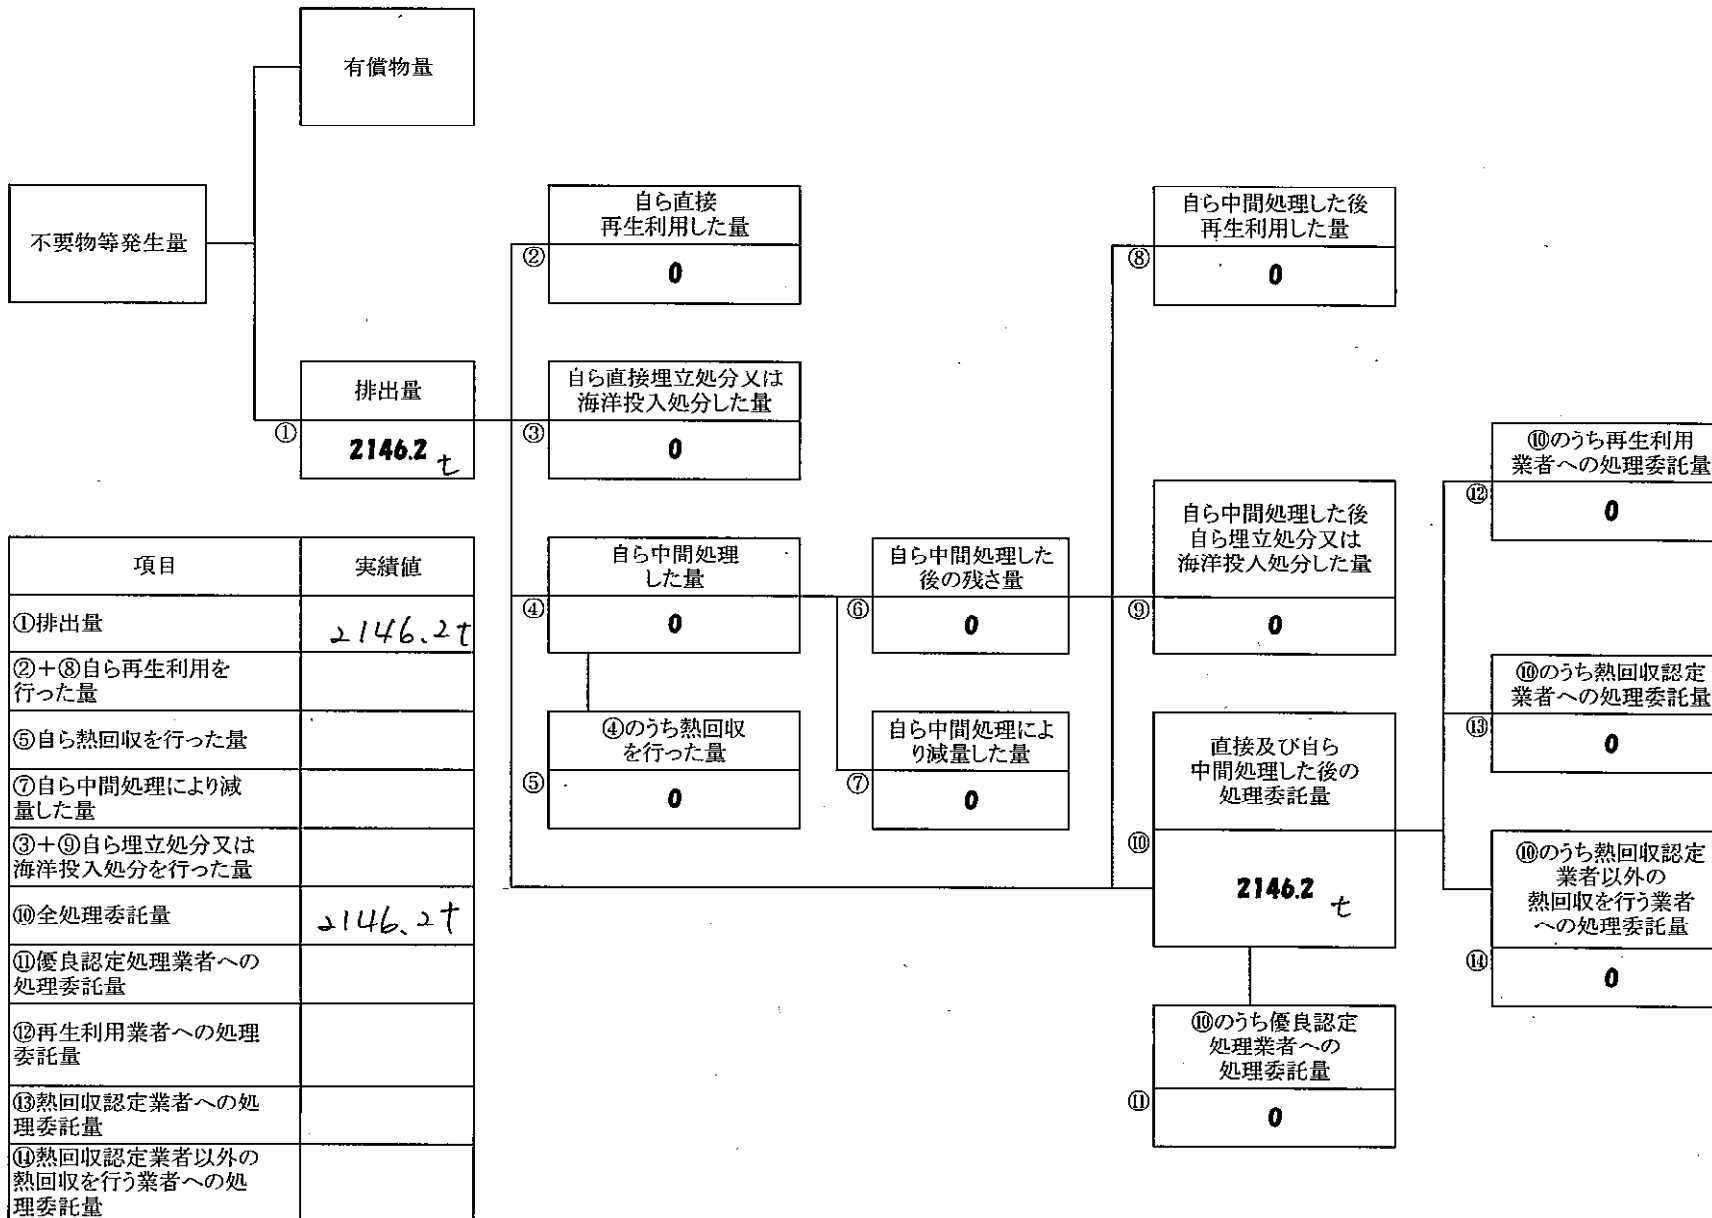 有償物量
不要物等発生量
排出量
①
2146.2 t
自ら直接
再生利用した量
②
0
自ら直接埋立処分又は
海洋投入処分した量
③
0
自ら中間処理
した量
④
0
④のうち熱回収
を行った量
⑤
0
自ら中間処理した
後の残さ量
⑥
0
自ら中間処理によ
り減量した量
⑦
0
自ら中間処理した後
再生利用した量
⑧
0
自ら中間処理した後
自ら埋立処分又は
海洋投入処分した量
⑨
0
直接及び自ら
中間処理した後の
処理委託量
⑩
2146.2 t
⑩のうち優良認定
処理業者への
処理委託量
⑪
0
⑩のうち再生利用
業者への処理委託量
⑫
0
⑩のうち熱回収認定
業者への処理委託量
⑬
0
⑩のうち熱回収認定
業者以外の
熱回収を行う業者
への処理委託量
⑭
0
項目 実績値
①排出量 2146.2t
②+⑧自ら再生利用を
行った量
⑤自ら熱回収を行った量
⑦自ら中間処理により減
量した量
③+⑨自ら埋立処分又は
海洋投入処分を行った量
⑩全処理委託量 2146.2t
⑪優良認定処理業者への
処理委託量
⑫再生利用業者への処理
委託量
⑬熱回収認定業者への処
理委託量
⑭熱回収認定業者以外の
熱回収を行う業者への処
理委託量